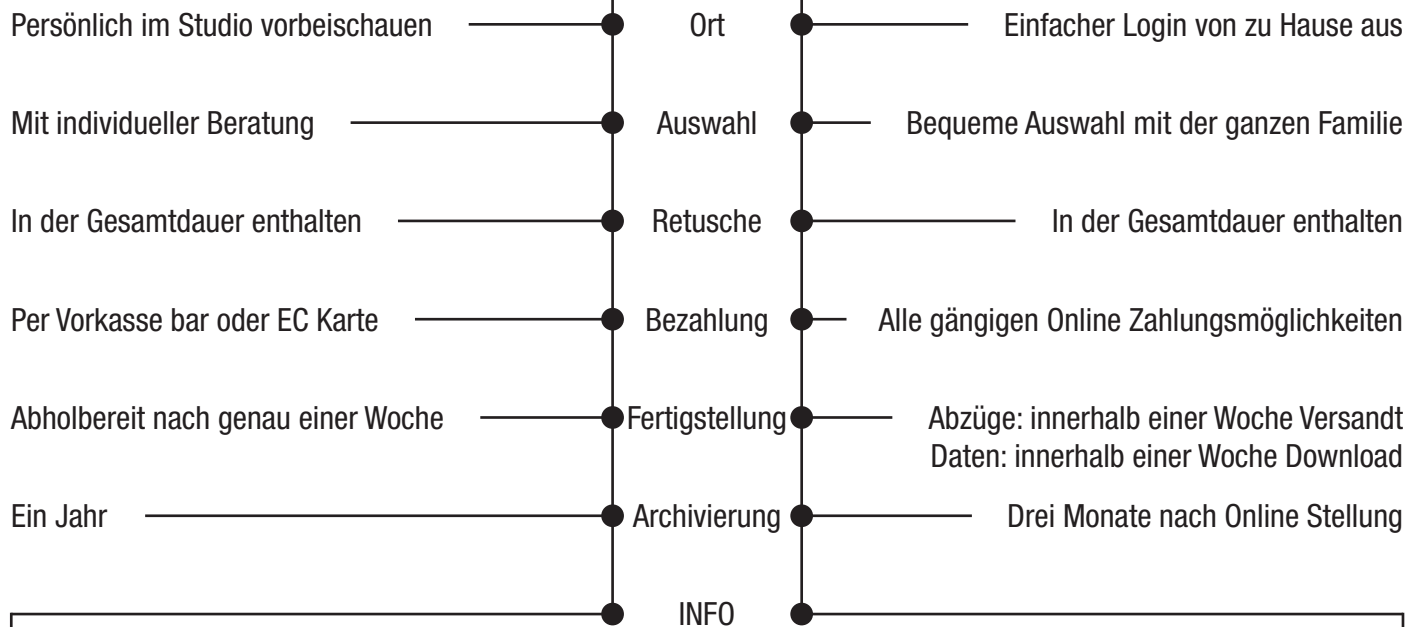 Persönlich im Studio vorbeischauen Ort Einfacher Login von zu Hause aus
Mit individueller Beratung Auswahl Bequeme Auswahl mit der ganzen Familie
In der Gesamtdauer enthalten Retusche In der Gesamtdauer enthalten
Per Vorkasse bar oder EC Karte Bezahlung Alle gängigen Online Zahlungsmöglichkeiten
Abholbereit nach genau einer Woche Fertigstellung Abzüge: innerhalb einer Woche Versandt
Daten: innerhalb einer Woche Download
Ein Jahr Archivierung Drei Monate nach Online Stellung
INFO